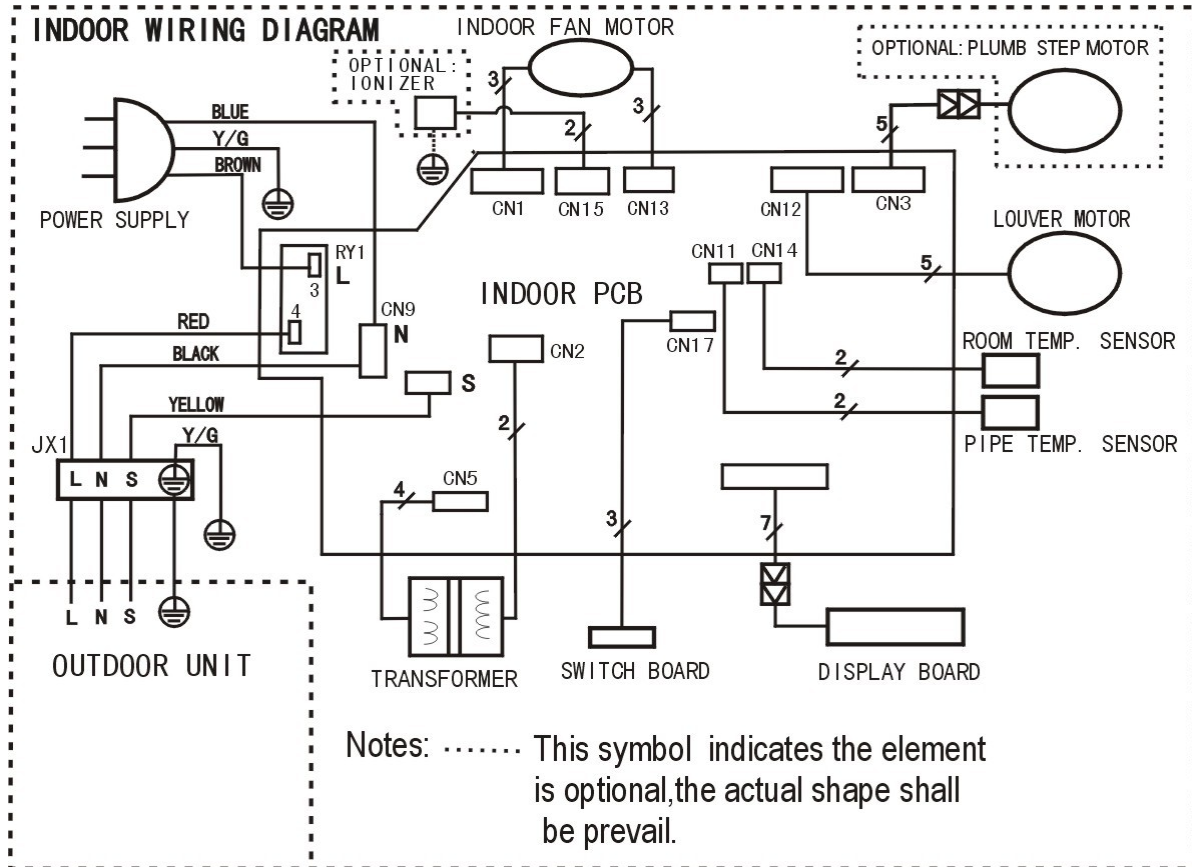 INDOOR WIRING DIAGRAM
INDOOR FAN MOTOR
OPTIONAL: PLUMB STEP MOTOR
OPTIONAL:
IONIZER
3
3
2
5
BLUE
Y/G
BROWN
POWER SUPPLY
CN1
CN15
CN13
CN12
CN3
LOUVER MOTOR
RY1
L
3
4
CN11
CN14
5
INDOOR PCB
CN9
N
RED
CN2
CN17
ROOM TEMP. SENSOR
BLACK
S
2
YELLOW
2
2
Y/G
PIPE TEMP. SENSOR
JX1
L N S
CN5
4
3
7
L N S
OUTDOOR UNIT
TRANSFORMER
SWITCH BOARD
DISPLAY BOARD
Notes: ······· This symbol indicates the element
is optional,the actual shape shall
be prevail.